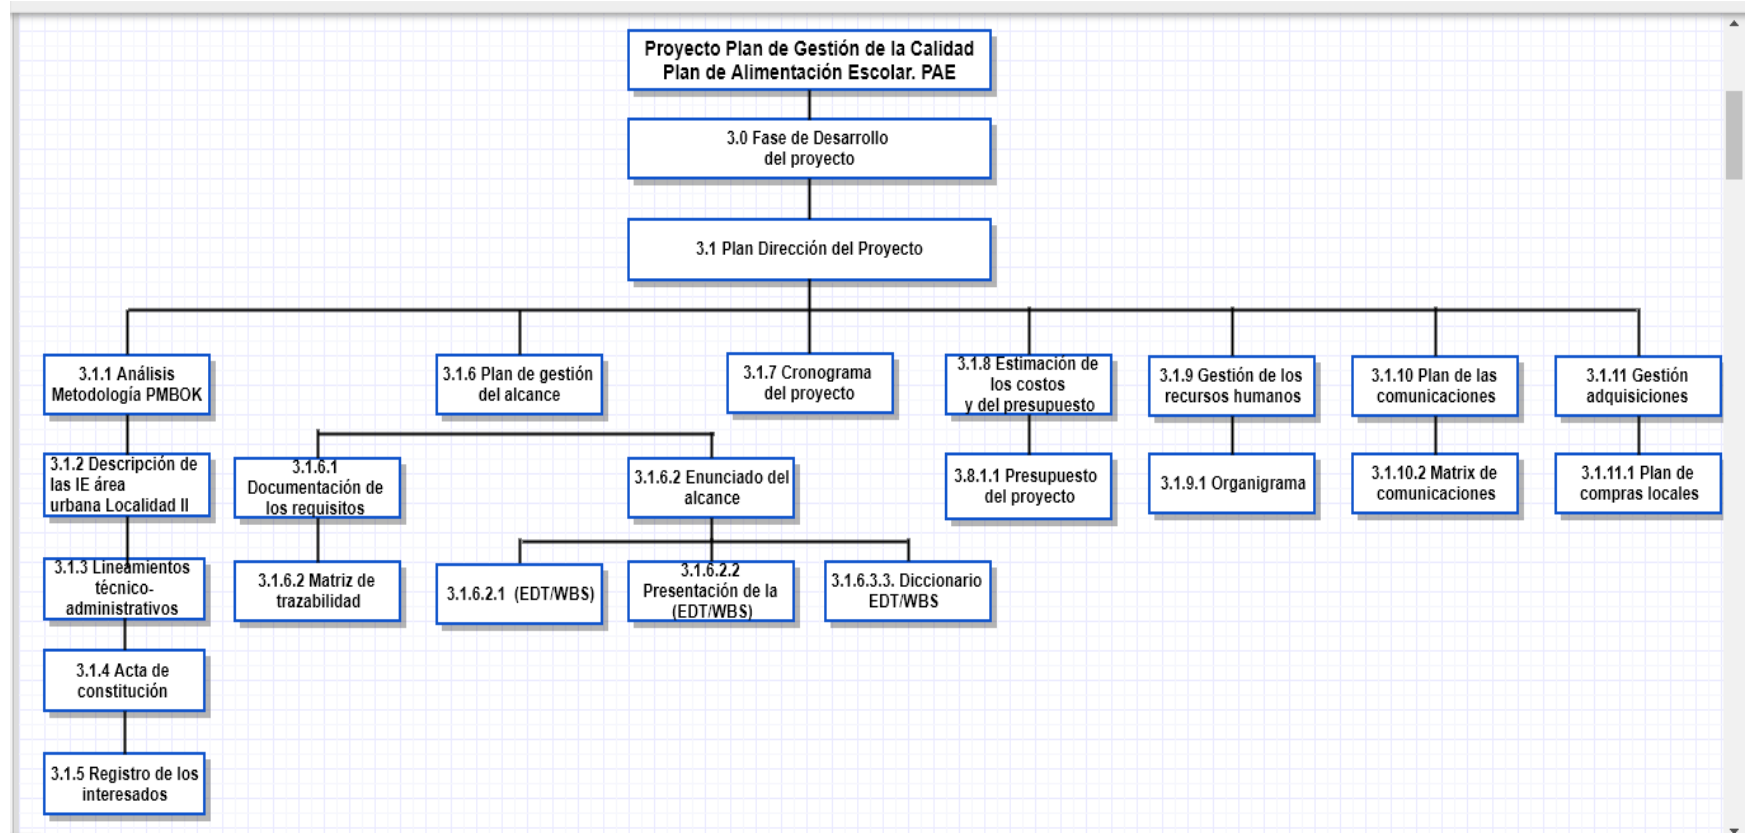 Proyecto Plan de Gestión de la Calidad
Plan de Alimentación Escolar. PAE
3.0 Fase de Desarrollo
del proyecto
3.1 Plan Dirección del Proyecto
3.1.1 Análisis
Metodología PMBOK
3.1.6 Plan de gestión
del alcance
3.1.7 Cronograma
del proyecto
3.1.8 Estimación de
los costos
y del presupuesto
3.1.9 Gestión de los
recursos humanos
3.1.10 Plan de las
comunicaciones
3.1.11 Gestión
adquisiciones
3.1.2 Descripción de
las IE área
urbana Localidad II
3.1.6.1
Documentación de
los requisitos
3.1.6.2 Enunciado del
alcance
3.8.1.1 Presupuesto
del proyecto
3.1.9.1 Organigrama
3.1.10.2 Matrix de
comunicaciones
3.1.11.1 Plan de
compras locales
3.1.3 Lineamientos
técnico-
administrativos
3.1.6.2 Matriz de
trazabilidad
3.1.6.2.1 (EDT/WBS)
3.1.6.2.2
Presentación de la
(EDT/WBS)
3.1.6.3.3. Diccionario
EDT/WBS
3.1.4 Acta de
constitución
3.1.5 Registro de los
interesados